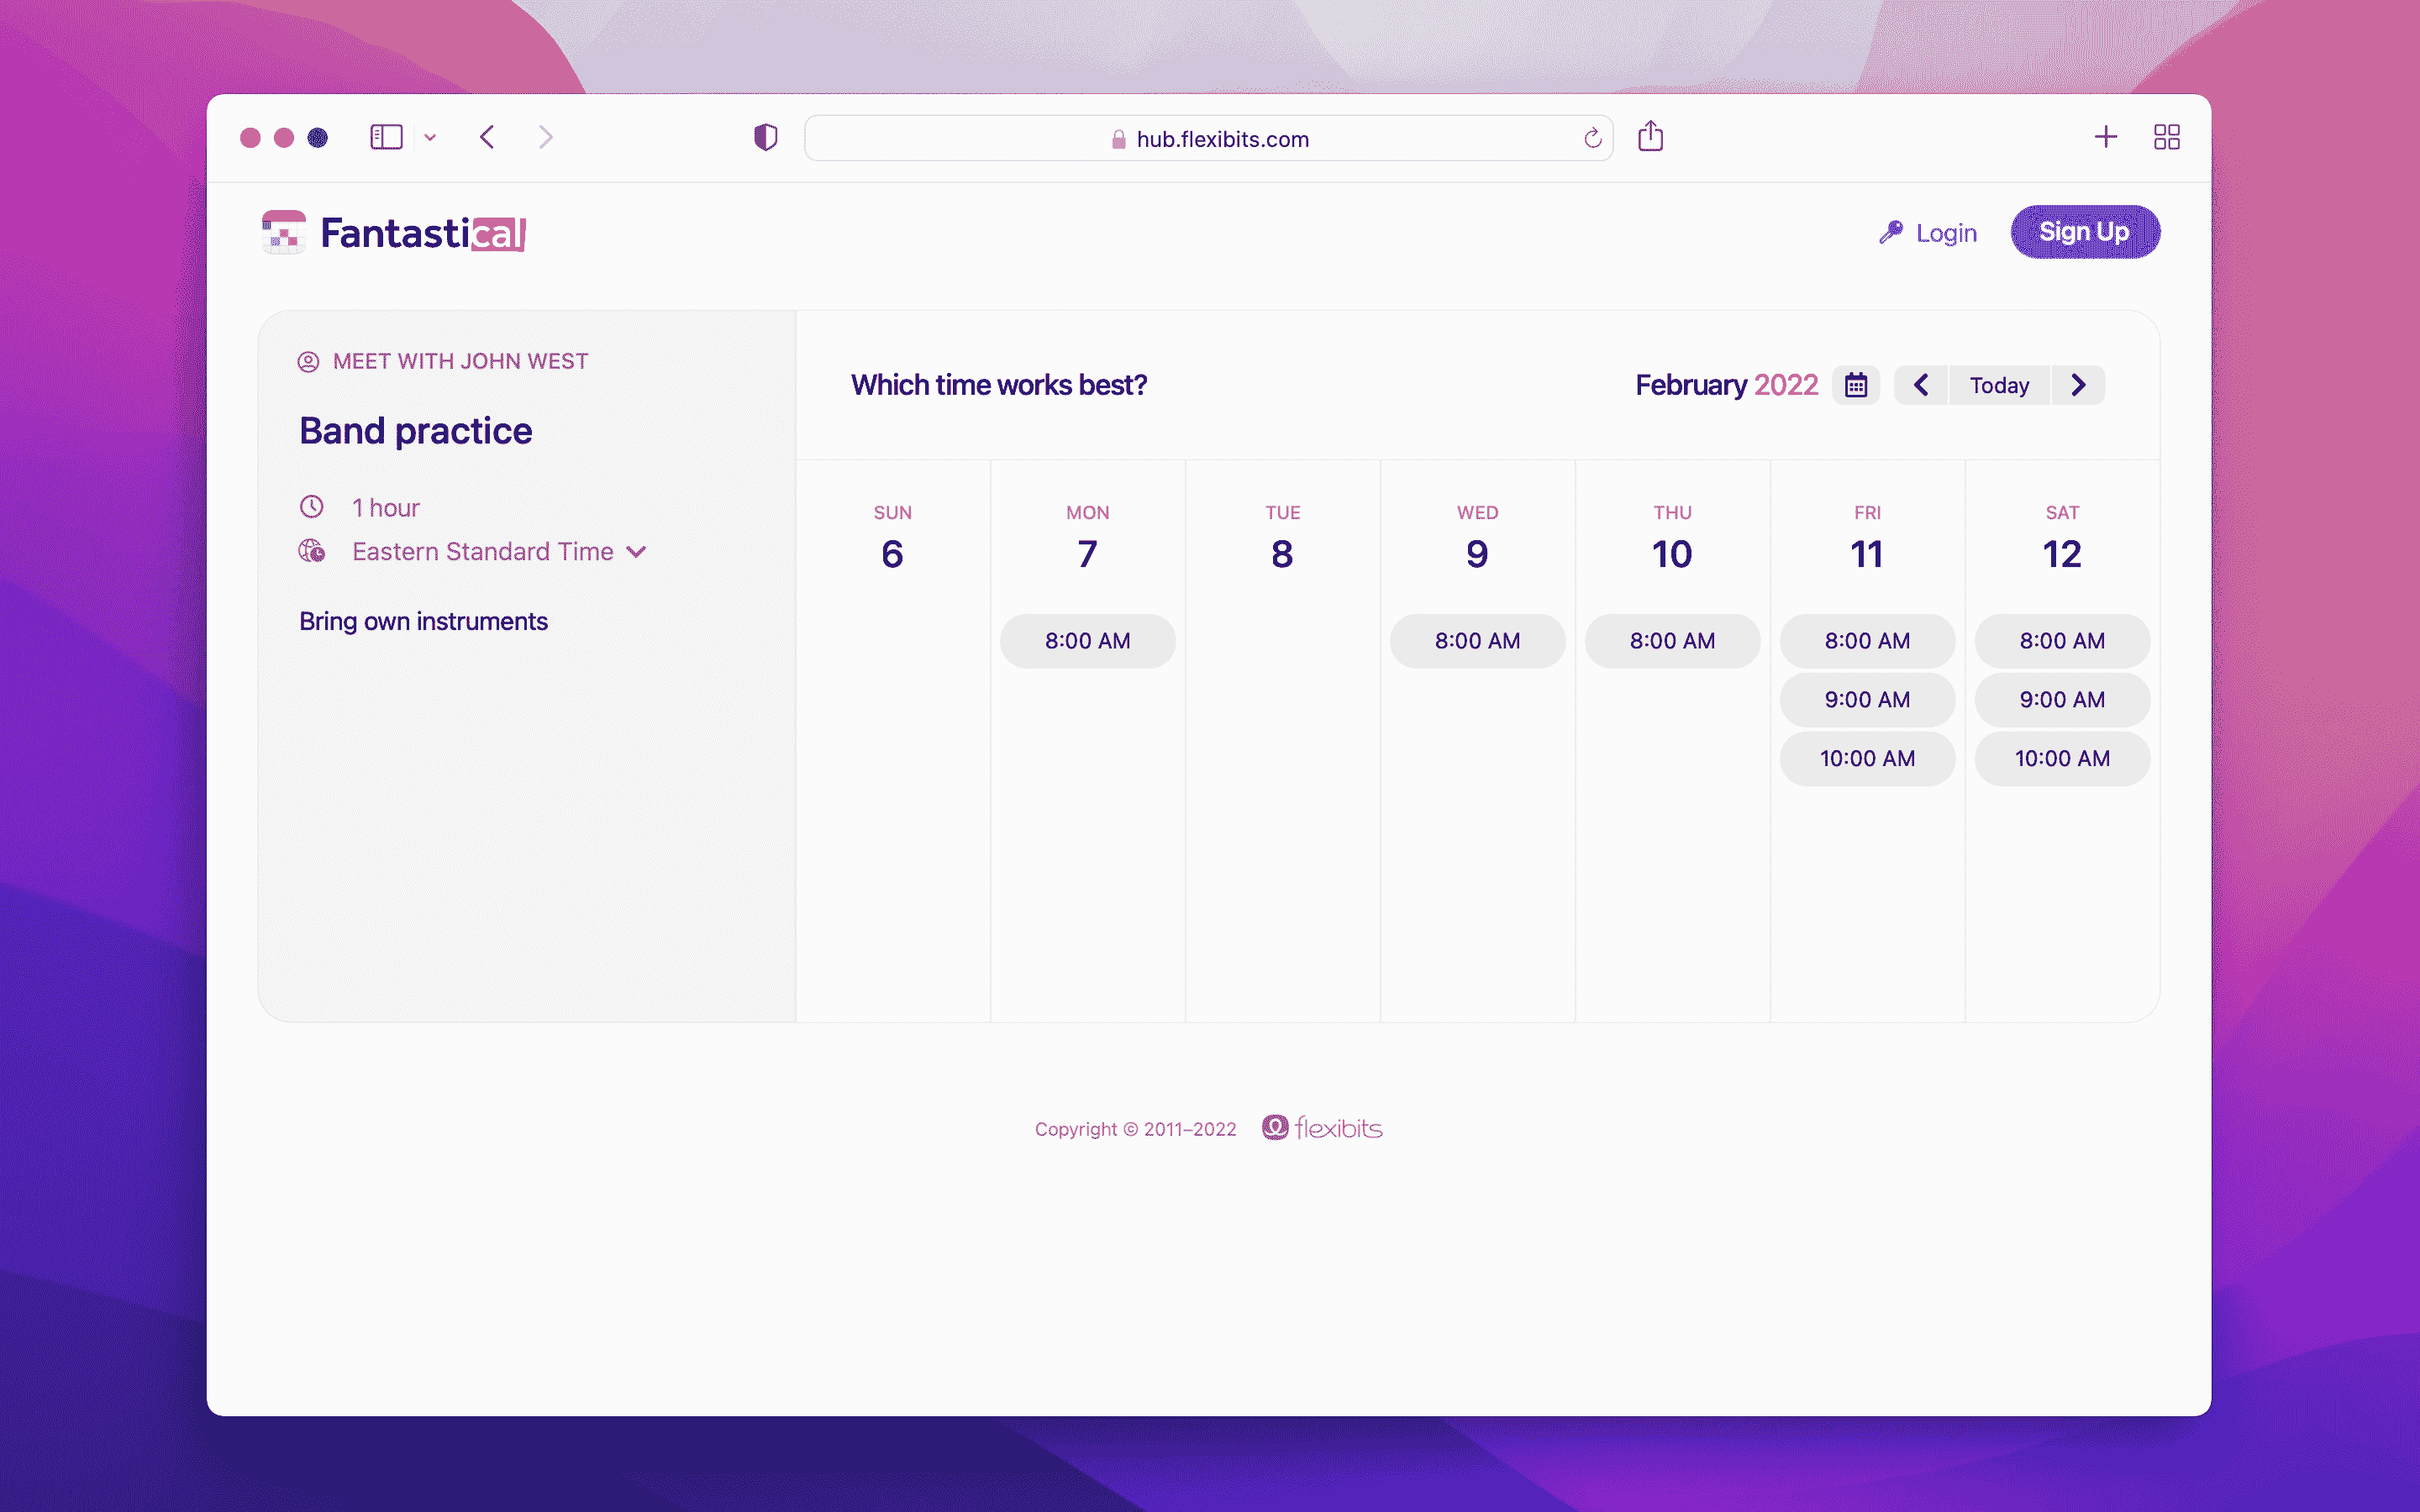 hub.flexibits.com
Fantastical
Login
Sign Up
MEET WITH JOHN WEST
Band practice
1 hour
Eastern Standard Time
Bring own instruments
Which time works best?
February 2022
Today
SUN
6
MON
7
8:00 AM
TUE
8
WED
9
8:00 AM
THU
10
8:00 AM
FRI
11
8:00 AM
9:00 AM
10:00 AM
SAT
12
8:00 AM
9:00 AM
10:00 AM
Copyright © 2011–2022 flexibits